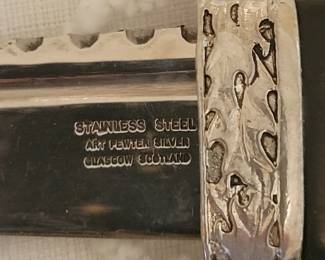 STAINLESS STEEL
ART PEWTER SILVER
GLASGOW SCOTLAND